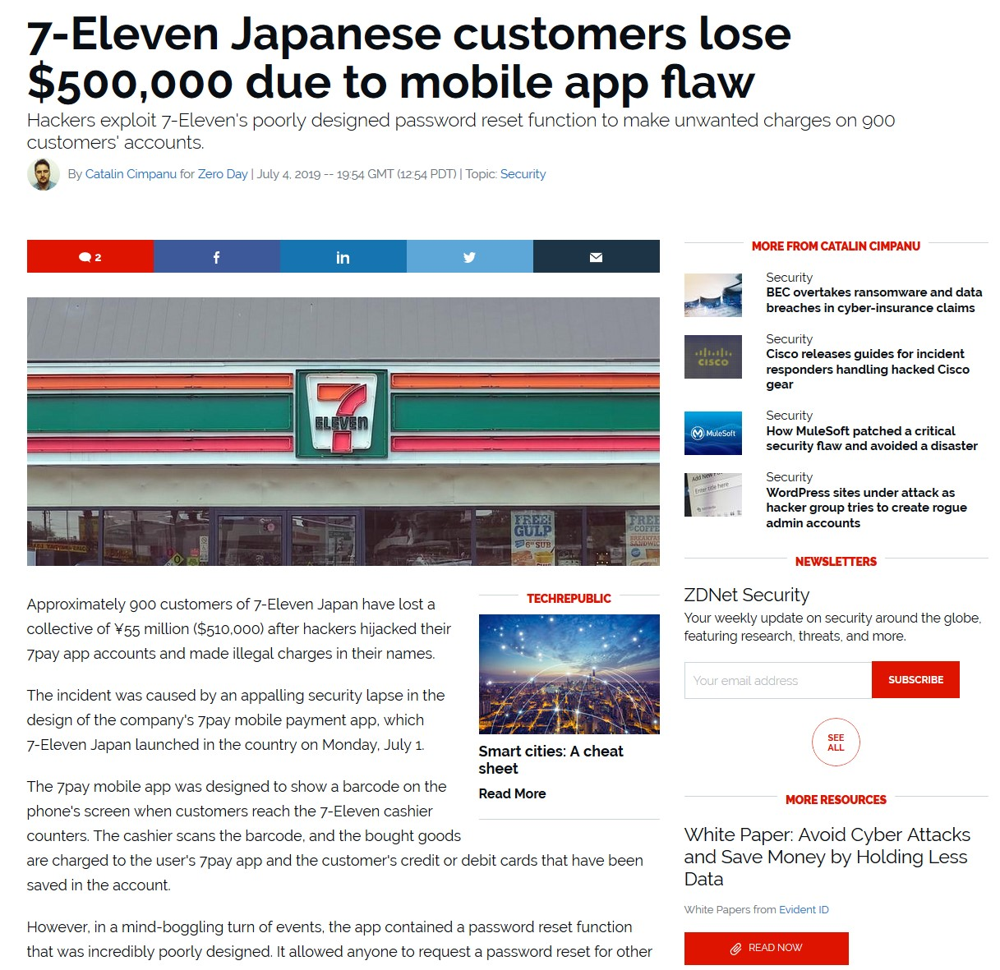 7-Eleven Japanese customers lose
$500,000 due to mobile app flaw
Hackers exploit 7-Eleven's poorly designed password reset function to make unwanted charges on 900
customers' accounts.
By Catalin Cimpanu for Zero Day | July 4, 2019 -- 19:54 GMT (12:54 PDT) | Topic: Security
2
f
in
7
ELEVEN
FREE!
GULP
6" SUB
FREE
COFFE
BREAKFAS
SANDWIC
Approximately 900 customers of 7-Eleven Japan have lost a
collective of ¥55 million ($510,000) after hackers hijacked their
7pay app accounts and made illegal charges in their names.
The incident was caused by an appalling security lapse in the
design of the company's 7pay mobile payment app, which
7-Eleven Japan launched in the country on Monday, July 1.
The 7pay mobile app was designed to show a barcode on the
phone's screen when customers reach the 7-Eleven cashier
counters. The cashier scans the barcode, and the bought goods
are charged to the user's 7pay app and the customer's credit or debit cards that have been
saved in the account.
However, in a mind-boggling turn of events, the app contained a password reset function
that was incredibly poorly designed. It allowed anyone to request a password reset for other
TECHREPUBLIC
Smart cities: A cheat
sheet
Read More
MORE FROM CATALIN CIMPANU
Security
BEC overtakes ransomware and data
breaches in cyber-insurance claims
CISCO
Security
Cisco releases guides for incident
responders handling hacked Cisco
gear
MuleSoft
Security
How MuleSoft patched a critical
security flaw and avoided a disaster
Add New Po
Enter title here
Security
WordPress sites under attack as
hacker group tries to create rogue
admin accounts
NEWSLETTERS
ZDNet Security
Your weekly update on security around the globe,
featuring research, threats, and more.
Your email address
SUBSCRIBE
SEE
ALL
MORE RESOURCES
White Paper: Avoid Cyber Attacks
and Save Money by Holding Less
Data
White Papers from Evident ID
READ NOW